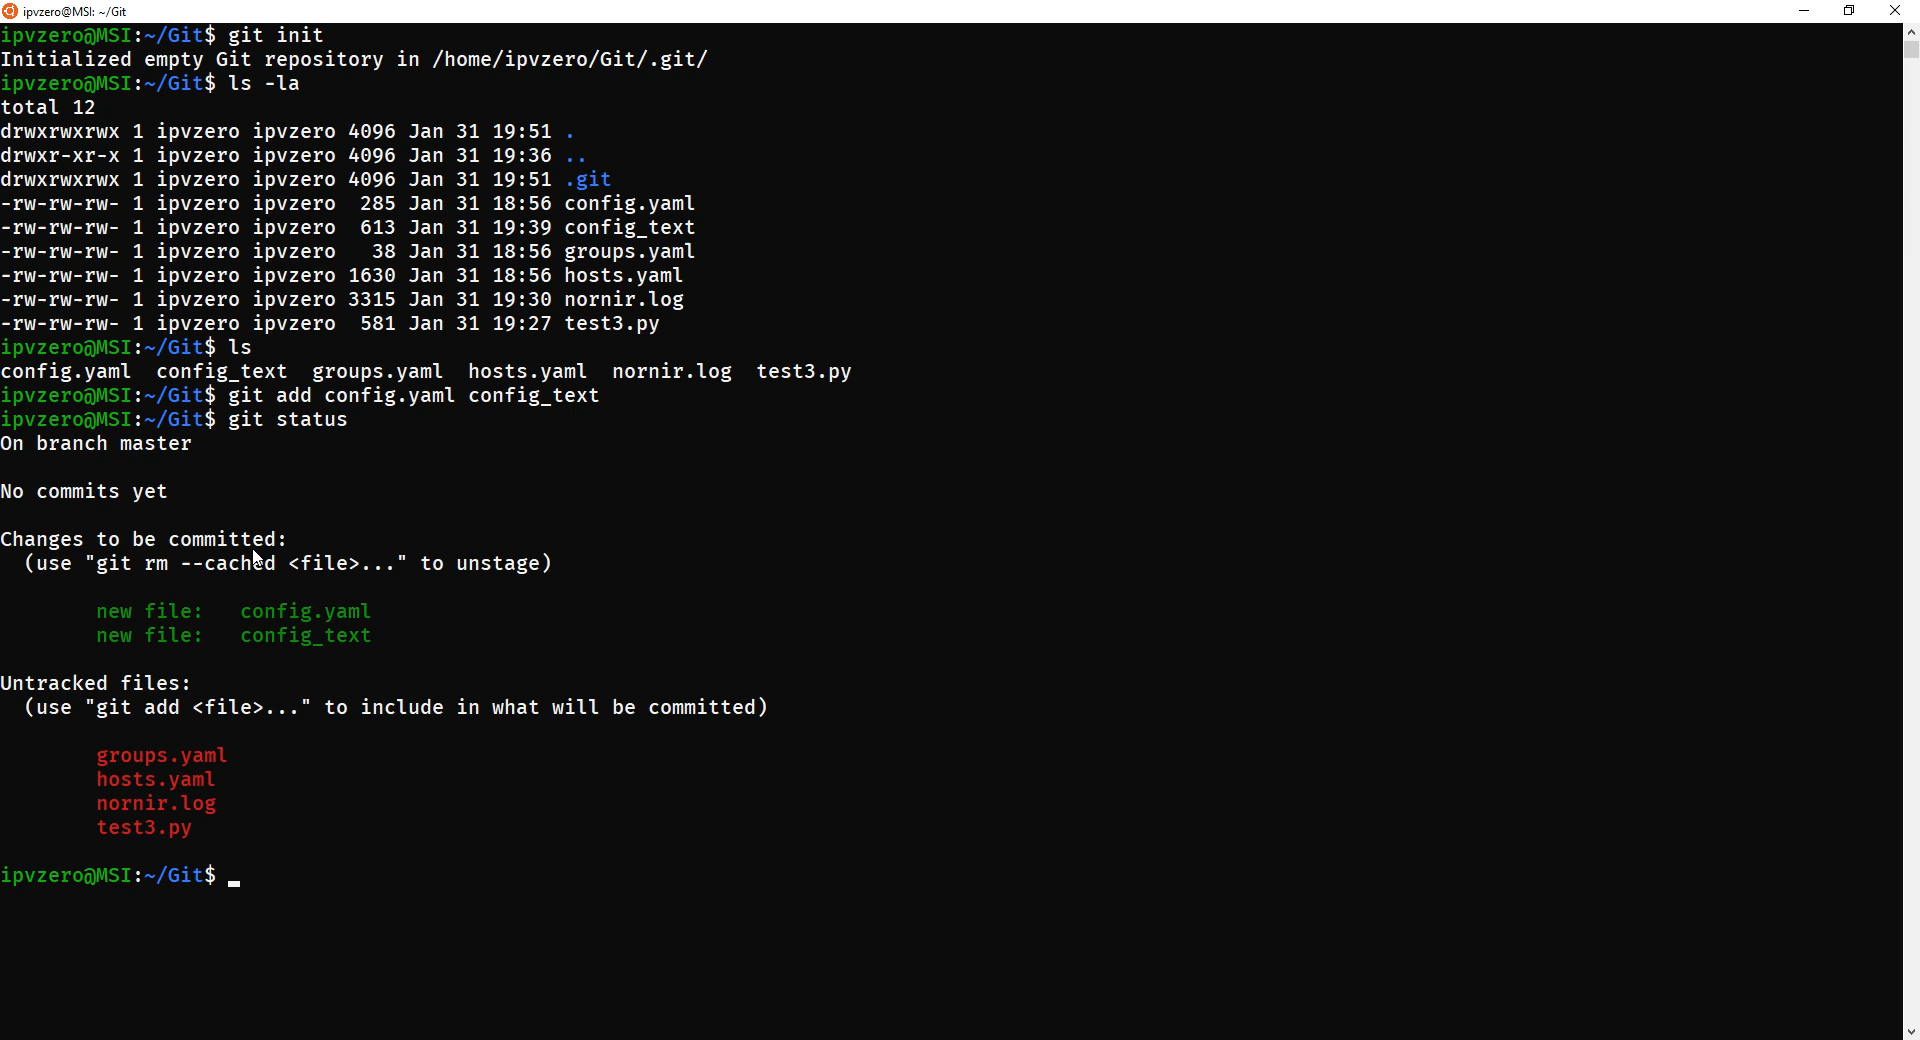 ipvzero@MSI: ~/Git
ipvzero@MSI:~/Git$ git init
Initialized empty Git repository in /home/ipvzero/Git/.git/
ipvzero@MSI:~/Git$ ls -la
total 12
drwxrwxrwx 1 ipvzero ipvzero 4096 Jan 31 19:51 .
drwxr-xr-x 1 ipvzero ipvzero 4096 Jan 31 19:36 ..
drwxrwxrwx 1 ipvzero ipvzero 4096 Jan 31 19:51 .git
-rw-rw-rw- 1 ipvzero ipvzero  285 Jan 31 18:56 config.yaml
-rw-rw-rw- 1 ipvzero ipvzero  613 Jan 31 19:39 config_text
-rw-rw-rw- 1 ipvzero ipvzero   38 Jan 31 18:56 groups.yaml
-rw-rw-rw- 1 ipvzero ipvzero 1630 Jan 31 18:56 hosts.yaml
-rw-rw-rw- 1 ipvzero ipvzero 3315 Jan 31 19:30 nornir.log
-rw-rw-rw- 1 ipvzero ipvzero  581 Jan 31 19:27 test3.py
ipvzero@MSI:~/Git$ ls
config.yaml  config_text  groups.yaml  hosts.yaml  nornir.log  test3.py
ipvzero@MSI:~/Git$ git add config.yaml config_text
ipvzero@MSI:~/Git$ git status
On branch master
No commits yet
Changes to be committed:
  (use "git rm --cached <file>..." to unstage)
        new file:   config.yaml
        new file:   config_text
Untracked files:
  (use "git add <file>..." to include in what will be committed)
        groups.yaml
        hosts.yaml
        nornir.log
        test3.py
ipvzero@MSI:~/Git$